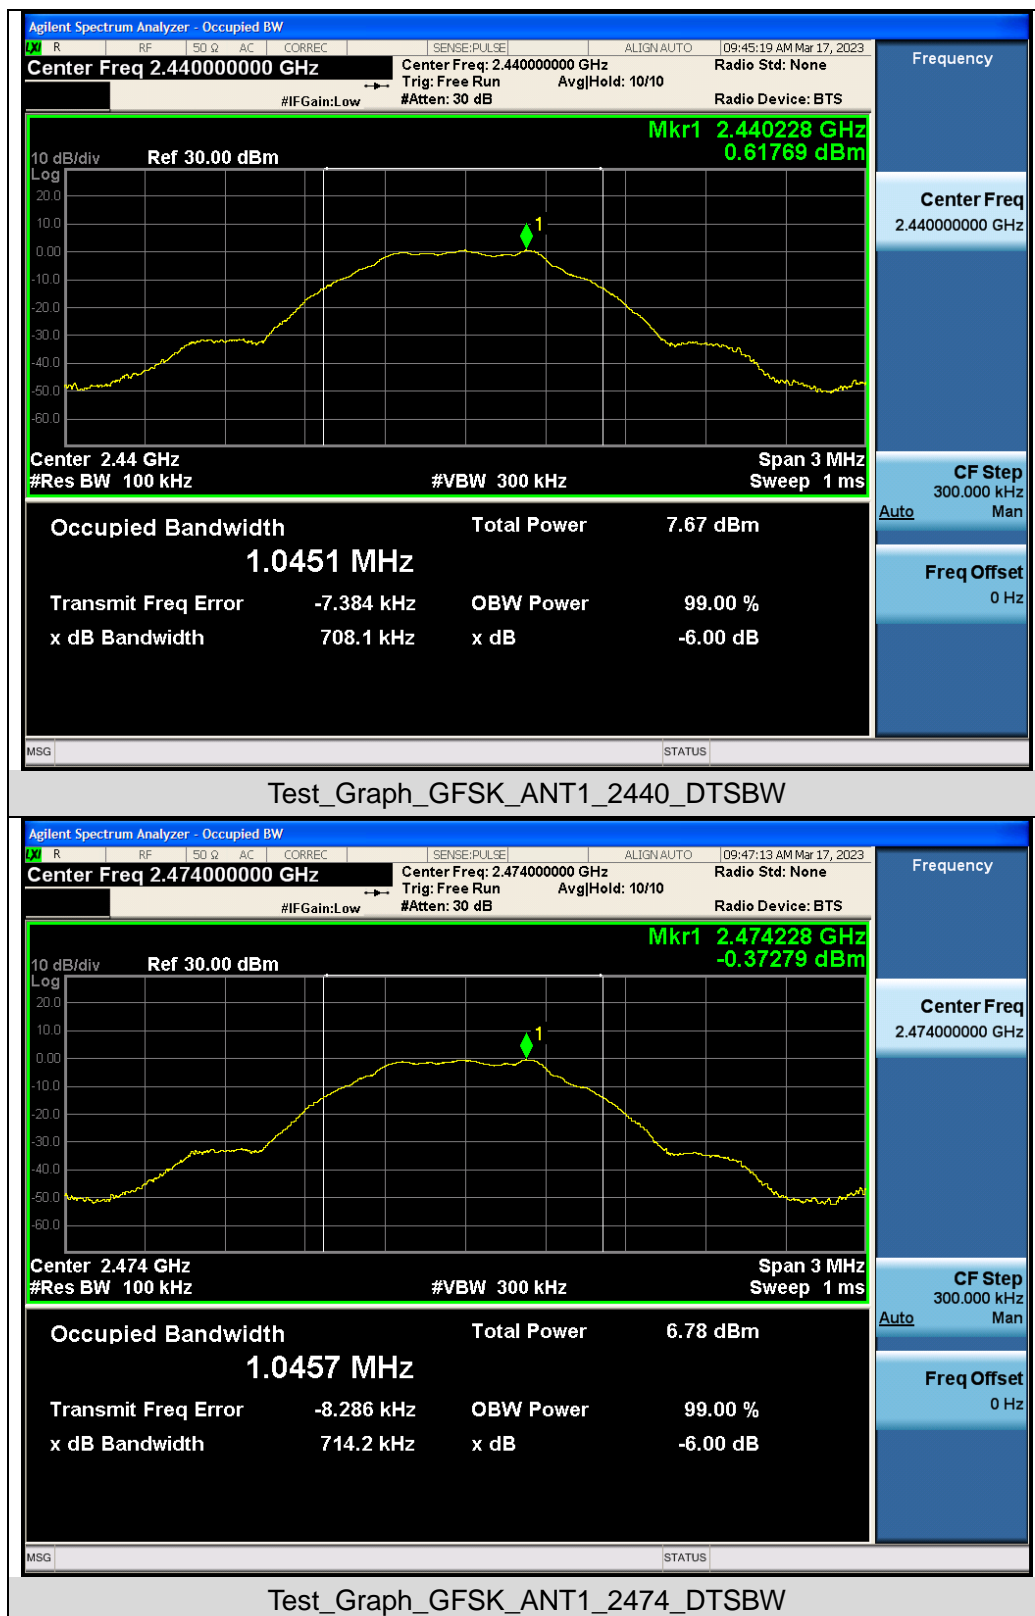 Agilent Spectrum Analyzer - Occupied BW
LXI R RF 50 Ω AC CORREC SENSE:PULSE ALIGN AUTO 09:45:19 AM Mar 17, 2023
Center Freq 2.440000000 GHz Center Freq: 2.440000000 GHz Radio Std: None
Trig: Free Run Avg|Hold: 10/10
#IFGain:Low #Atten: 30 dB Radio Device: BTS
Frequency
Mkr1 2.440228 GHz
0.61769 dBm
10 dB/div Ref 30.00 dBm
Log
20.0
10.0
0.00
-10.0
-20.0
-30.0
-40.0
-50.0
-60.0
1
Center 2.44 GHz Span 3 MHz
#Res BW 100 kHz #VBW 300 kHz Sweep 1 ms
Center Freq
2.440000000 GHz
CF Step
300.000 kHz
Auto Man
Freq Offset
0 Hz
Occupied Bandwidth Total Power 7.67 dBm
1.0451 MHz
Transmit Freq Error -7.384 kHz OBW Power 99.00 %
x dB Bandwidth 708.1 kHz x dB -6.00 dB
MSG STATUS
Test_Graph_GFSK_ANT1_2440_DTSBW
Agilent Spectrum Analyzer - Occupied BW
LXI R RF 50 Ω AC CORREC SENSE:PULSE ALIGN AUTO 09:47:13 AM Mar 17, 2023
Center Freq 2.474000000 GHz Center Freq: 2.474000000 GHz Radio Std: None
Trig: Free Run Avg|Hold: 10/10
#IFGain:Low #Atten: 30 dB Radio Device: BTS
Frequency
Mkr1 2.474228 GHz
-0.37279 dBm
10 dB/div Ref 30.00 dBm
Log
20.0
10.0
0.00
-10.0
-20.0
-30.0
-40.0
-50.0
-60.0
1
Center 2.474 GHz Span 3 MHz
#Res BW 100 kHz #VBW 300 kHz Sweep 1 ms
Center Freq
2.474000000 GHz
CF Step
300.000 kHz
Auto Man
Freq Offset
0 Hz
Occupied Bandwidth Total Power 6.78 dBm
1.0457 MHz
Transmit Freq Error -8.286 kHz OBW Power 99.00 %
x dB Bandwidth 714.2 kHz x dB -6.00 dB
MSG STATUS
Test_Graph_GFSK_ANT1_2474_DTSBW